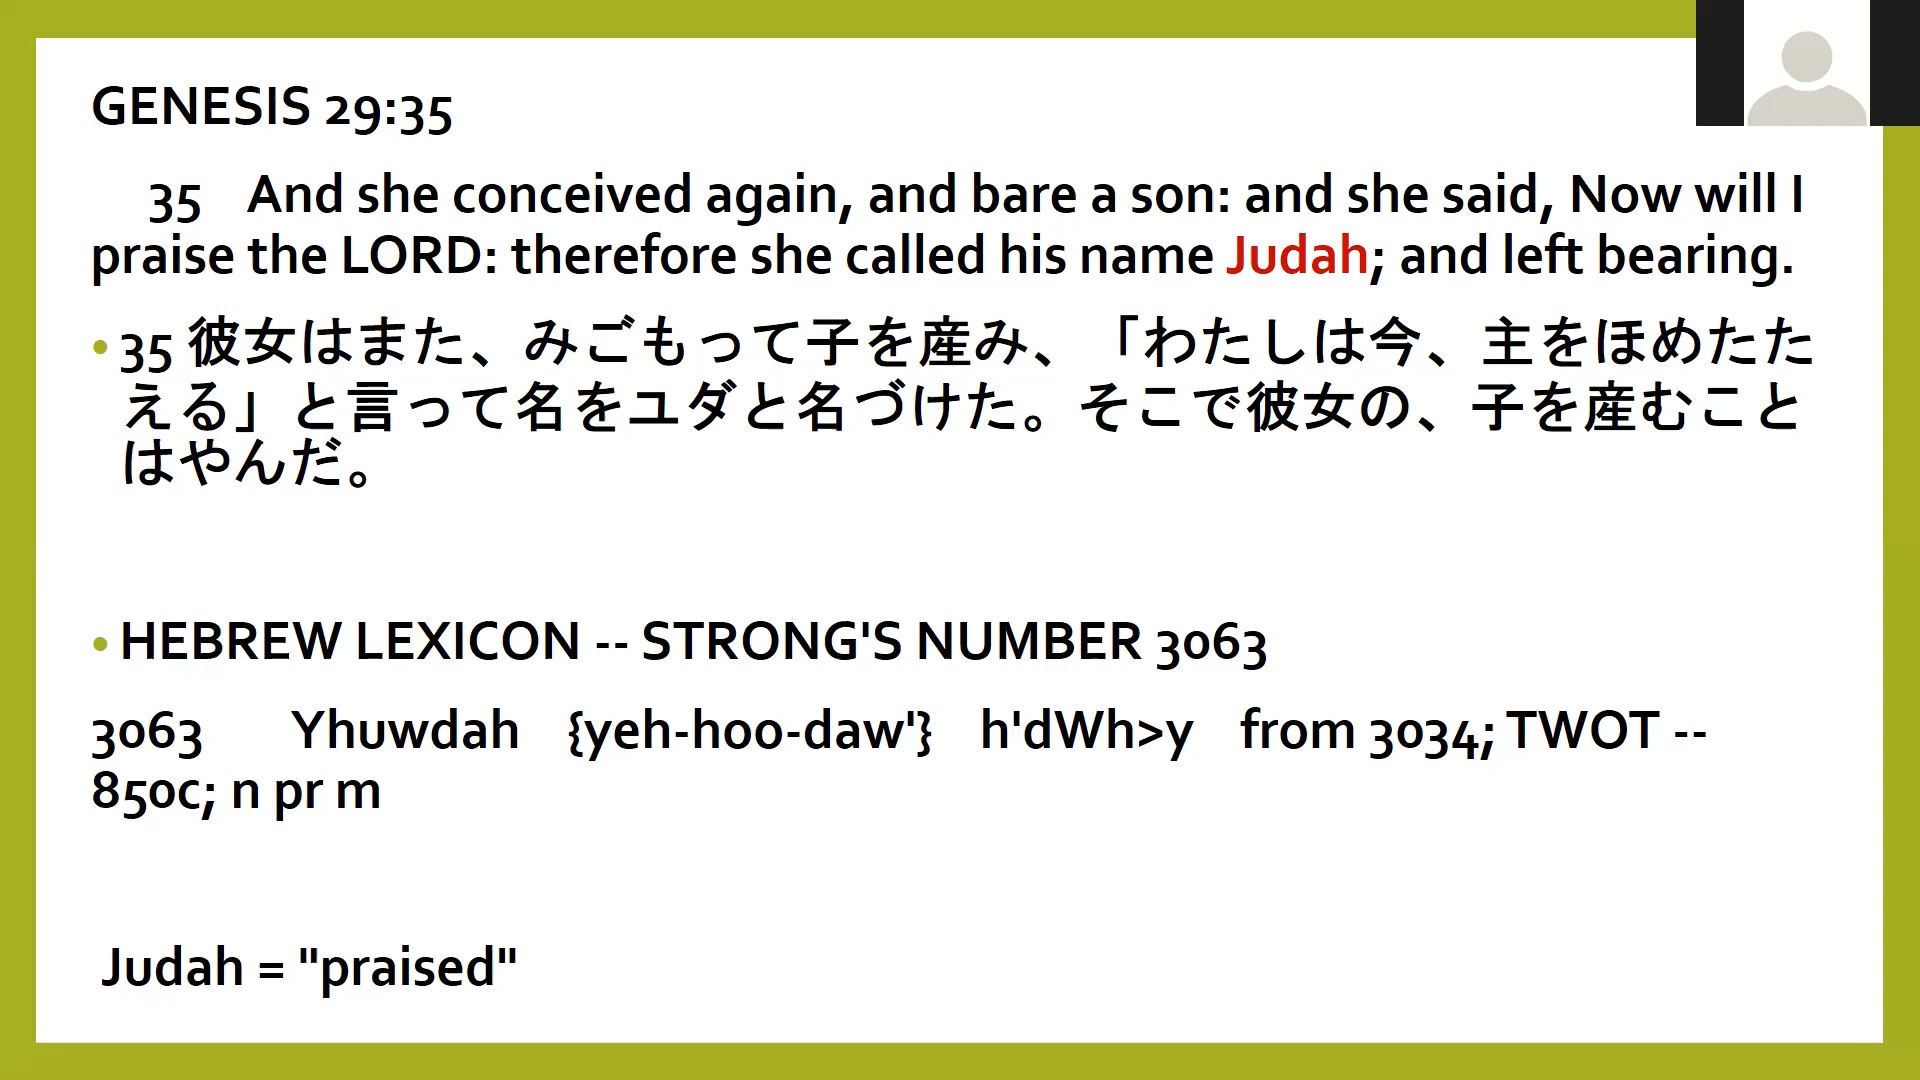 GENESIS 29:35
35 And she conceived again, and bare a son: and she said, Now will I
praise the LORD: therefore she called his name Judah; and left bearing.
• 35 彼女はまた、みごもって子を産み、「わたしは今、主をほめたた
える」と言って名をユダと名づけた。そこで彼女の、子を産むこと
はやんだ。
• HEBREW LEXICON -- STRONG'S NUMBER 3063
3063 Yhuwdah {yeh-hoo-daw'} h'dWh>y from 3034; TWOT --
850c; n pr m
Judah = "praised"